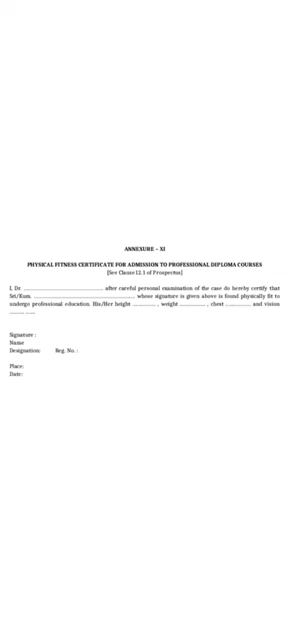 ANNEXURE – XI
PHYSICAL FITNESS CERTIFICATE FOR ADMISSION TO PROFESSIONAL DIPLOMA COURSES
[See Clause 12.1 of Prospectus]
I, Dr. ................................................ after careful personal examination of the case do hereby certify that
Sri/Kum. ............................................................. whose signature is given above is found physically fit to
undergo professional education. His/Her height .............. , weight ............... , chest ............... and vision
................
Signature :
Name
Designation: Reg. No. :
Place:
Date: